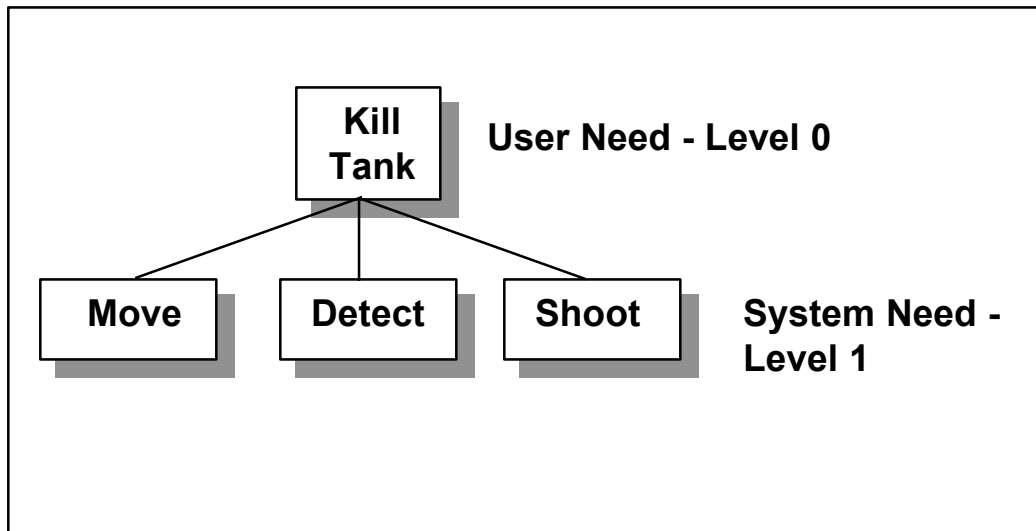 Kill
Tank
User Need - Level 0
Move
Detect
Shoot
System Need -
Level 1